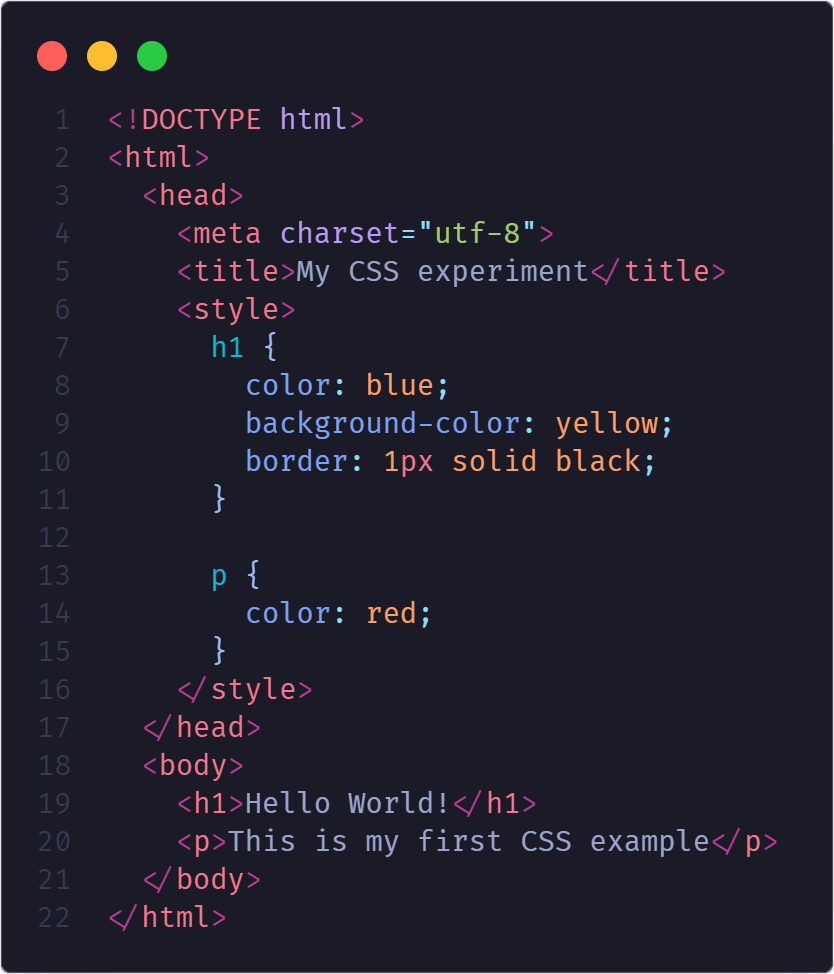 1 <!DOCTYPE html>
2 <html>
3   <head>
4     <meta charset="utf-8">
5     <title>My CSS experiment</title>
6     <style>
7       h1 {
8         color: blue;
9         background-color: yellow;
10         border: 1px solid black;
11       }
12
13       p {
14         color: red;
15       }
16     </style>
17   </head>
18   <body>
19     <h1>Hello World!</h1>
20     <p>This is my first CSS example</p>
21   </body>
22 </html>